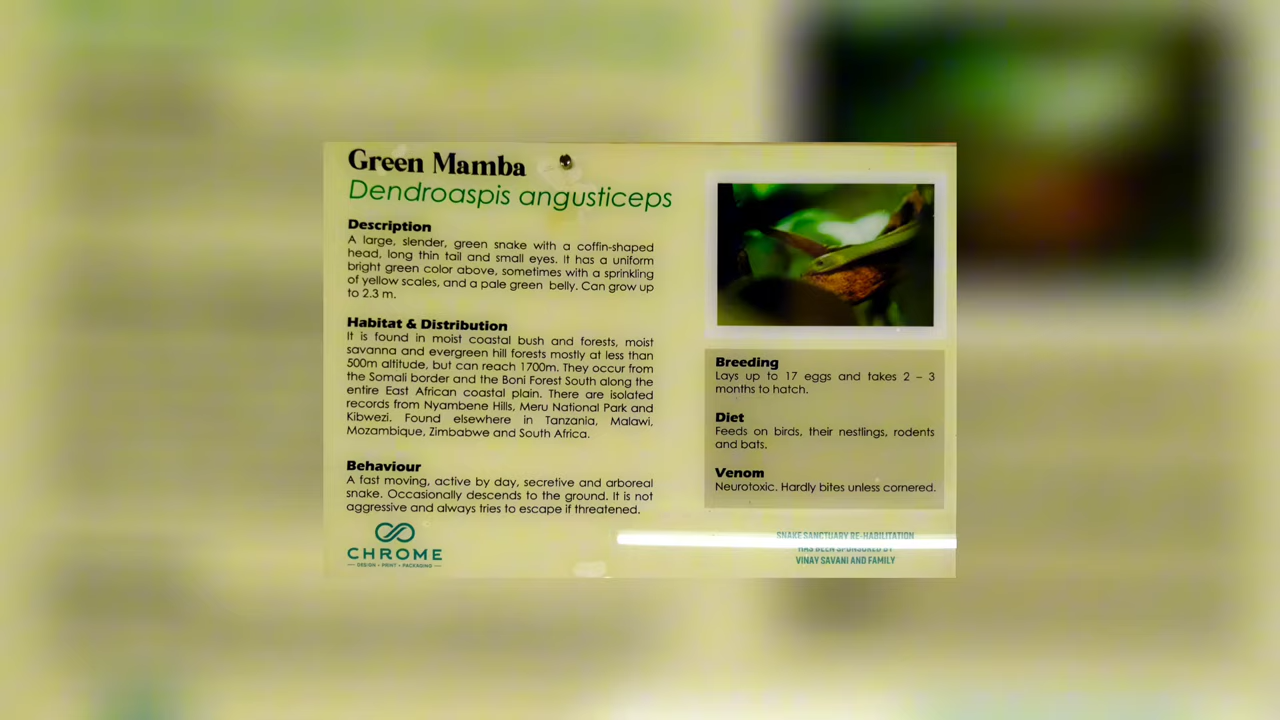 Green Mamba
Dendroaspis angusticeps
Description
A large, slender, green snake with a coffin-shaped
head, long thin tail and small eyes. It has a uniform
bright green color above, sometimes with a sprinkling
of yellow scales, and a pale green belly. Can grow up
to 2.3 m.
Habitat & Distribution
It is found in moist coastal bush and forests, moist
savanna and evergreen hill forests mostly at less than
500m altitude, but can reach 1700m. They occur from
the Somali border and the Boni Forest South along the
entire East African coastal plain. There are isolated
records from Nyambene Hills, Meru National Park and
Kibwezi. Found elsewhere in Tanzania, Malawi,
Mozambique, Zimbabwe and South Africa.
Behaviour
A fast moving, active by day, secretive and arboreal
snake. Occasionally descends to the ground. It is not
aggressive and always tries to escape if threatened.
CHROME
DESIGN • PRINT • PACKAGING
Breeding
Lays up to 17 eggs and takes 2 – 3
months to hatch.
Diet
Feeds on birds, their nestlings, rodents
and bats.
Venom
Neurotoxic. Hardly bites unless cornered.
SNAKE SANCTUARY RE-HABILITATION
HAS BEEN SPONSORED BY
VINAY SAVANI AND FAMILY